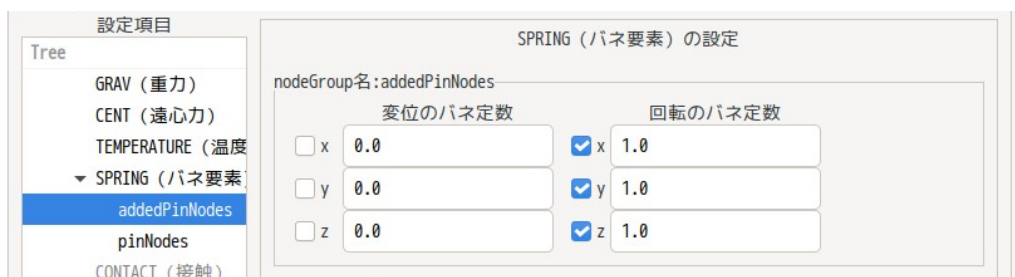 設定項目
Tree
GRAV (重力)
CENT (遠心力)
TEMPERATURE (温度
▼ SPRING (バネ要素)
addedPinNodes
pinNodes
CONTACT (接触)
SPRING (バネ要素) の設定
nodeGroup名:addedPinNodes
変位のバネ定数 回転のバネ定数
x 0.0 x 1.0
y 0.0 y 1.0
z 0.0 z 1.0